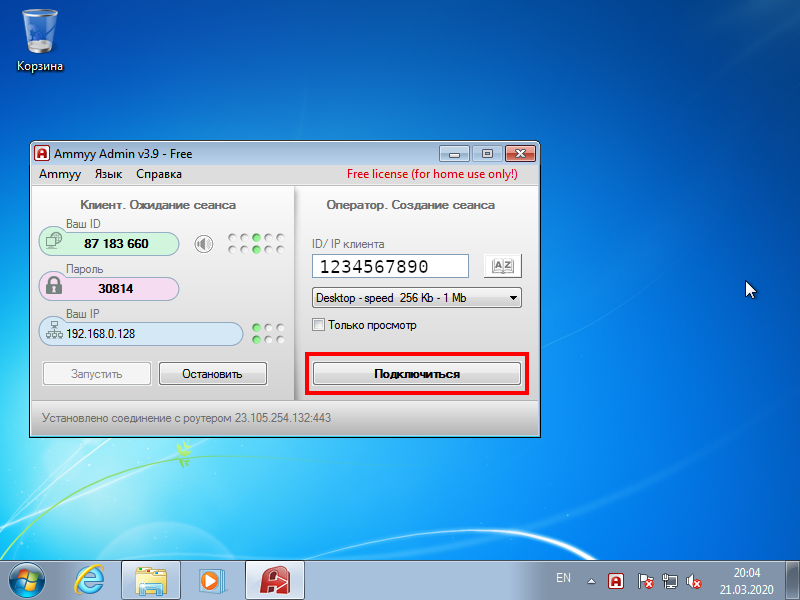 Корзина
Ammyy Admin v3.9 - Free
Ammyy Язык Справка Free license (for home use only!)
Клиент. Ожидание сеанса
Ваш ID
87 183 660
Пароль
30814
Ваш IP
192.168.0.128
Запустить Остановить
Оператор. Создание сеанса
ID/ IP клиента
1234567890
AZ
Desktop - speed 256 Kb - 1 Mb
Только просмотр
Подключиться
Установлено соединение с роутером 23.105.254.132:443
EN
20:04
21.03.2020